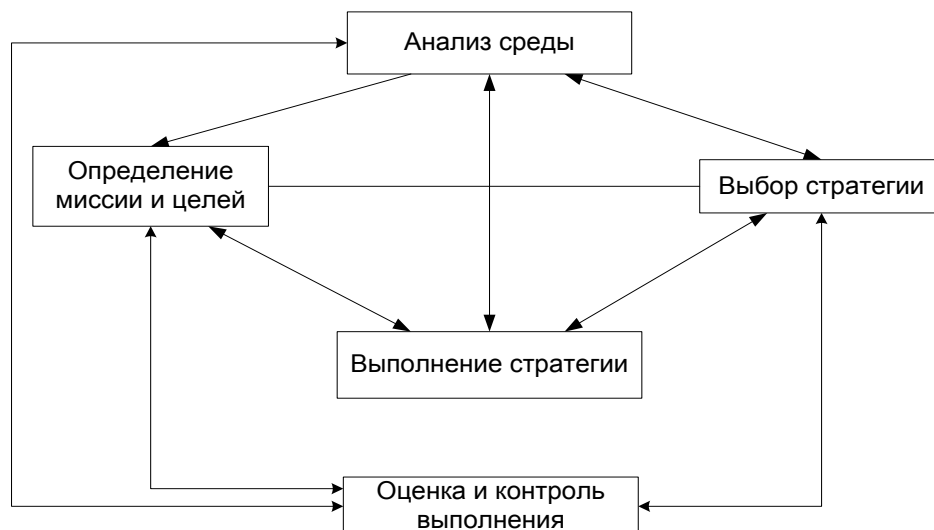 Анализ среды
Определение
миссии и целей
Выбор стратегии
Выполнение стратегии
Оценка и контроль
выполнения